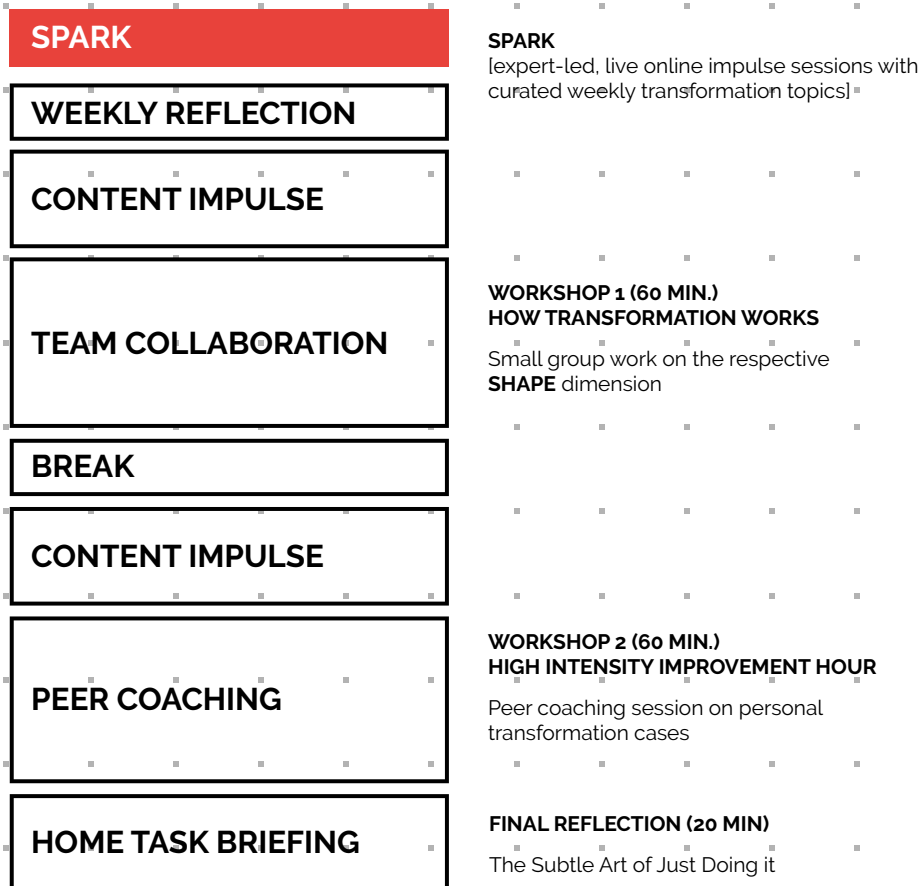 SPARK
SPARK
[expert-led, live online impulse sessions with
curated weekly transformation topics]
WEEKLY REFLECTION
CONTENT IMPULSE
TEAM COLLABORATION
WORKSHOP 1 (60 MIN.)
HOW TRANSFORMATION WORKS
Small group work on the respective
SHAPE dimension
BREAK
CONTENT IMPULSE
PEER COACHING
WORKSHOP 2 (60 MIN.)
HIGH INTENSITY IMPROVEMENT HOUR
Peer coaching session on personal
transformation cases
HOME TASK BRIEFING
FINAL REFLECTION (20 MIN)
The Subtle Art of Just Doing it